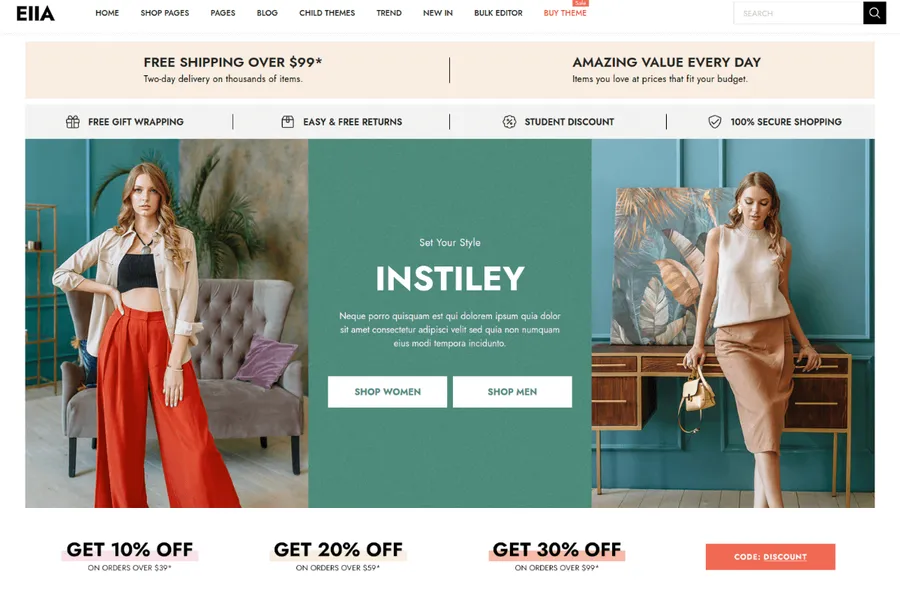 Ella
HOME SHOP PAGES PAGES BLOG CHILD THEMES TREND NEW IN BULK EDITOR BUY THEME Sale
SEARCH
FREE SHIPPING OVER $99*
Two-day delivery on thousands of items.
AMAZING VALUE EVERY DAY
Items you love at prices that fit your budget.
FREE GIFT WRAPPING
EASY & FREE RETURNS
STUDENT DISCOUNT
100% SECURE SHOPPING
Set Your Style
INSTILEY
Neque porro quisquam est qui dolorem ipsum quia dolor
sit amet consectetur adipisci velit sed quia non numquam
eius modi tempora incidunto.
SHOP WOMEN
SHOP MEN
GET 10% OFF
ON ORDERS OVER $39*
GET 20% OFF
ON ORDERS OVER $59*
GET 30% OFF
ON ORDERS OVER $99*
CODE: DISCOUNT